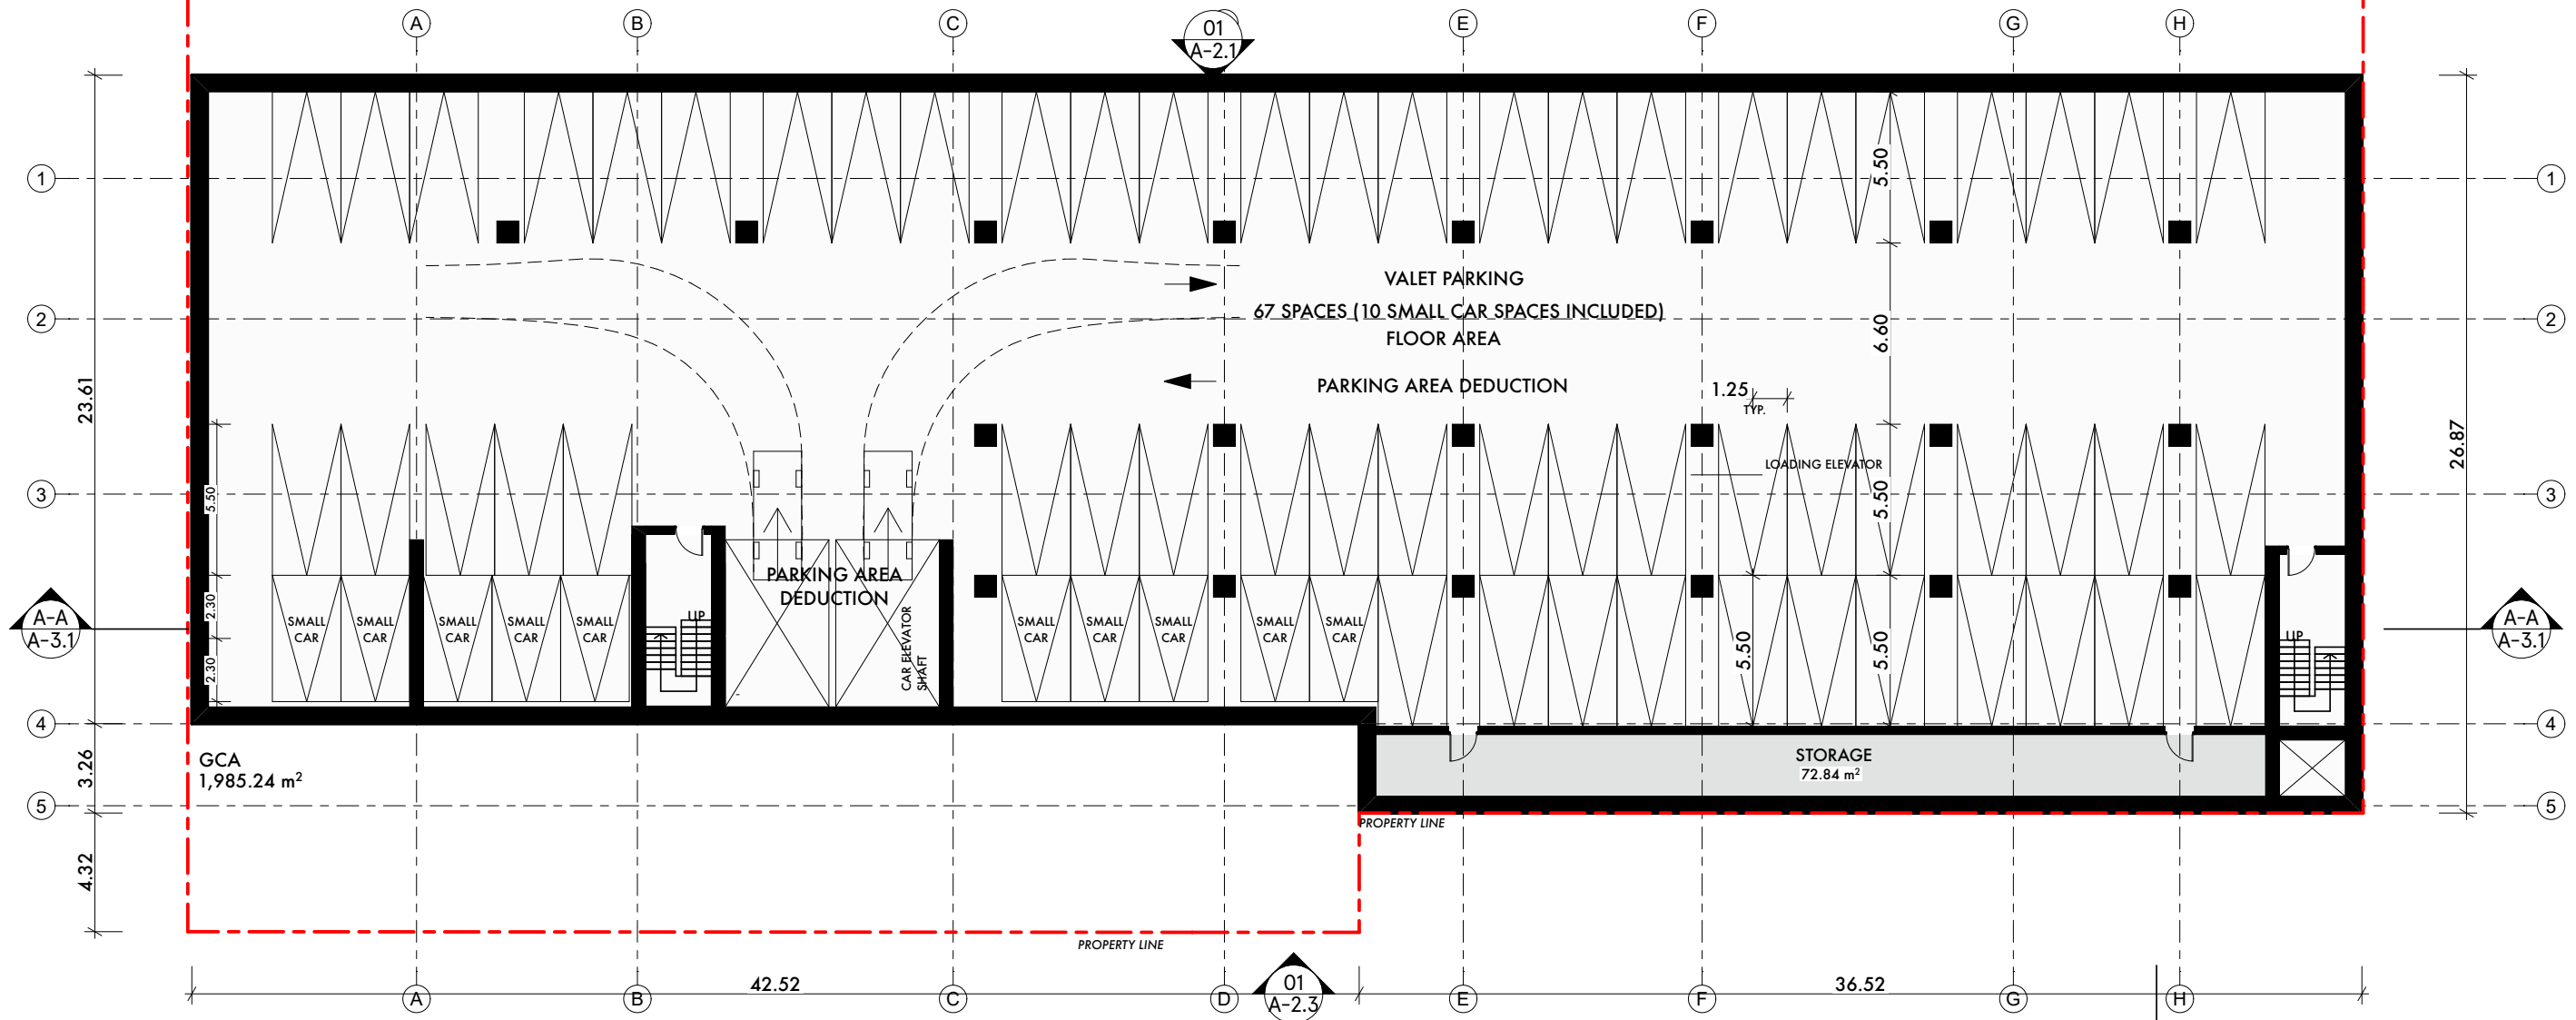 A
B
C
01
A-2.1
E
F
G
H
1
5.50
1
VALET PARKING
67 SPACES (10 SMALL CAR SPACES INCLUDED)
FLOOR AREA
2
6.60
2
PARKING AREA DEDUCTION
1.25
TYP.
23.61
26.87
LOADING ELEVATOR
3
5.50
5.50
3
PARKING AREA
DEDUCTION
2.30
2.30
SMALL
CAR
SMALL
CAR
SMALL
CAR
SMALL
CAR
SMALL
CAR
UP
CAR ELEVATOR
SHAFT
SMALL
CAR
SMALL
CAR
SMALL
CAR
SMALL
CAR
SMALL
CAR
5.50
5.50
UP
A-A
A-3.1
A-A
A-3.1
4
4
GCA
1,985.24 m²
3.26
STORAGE
72.84 m²
5
5
PROPERTY LINE
4.32
PROPERTY LINE
42.52
01
A-2.3
36.52
A
B
C
D
E
F
G
H